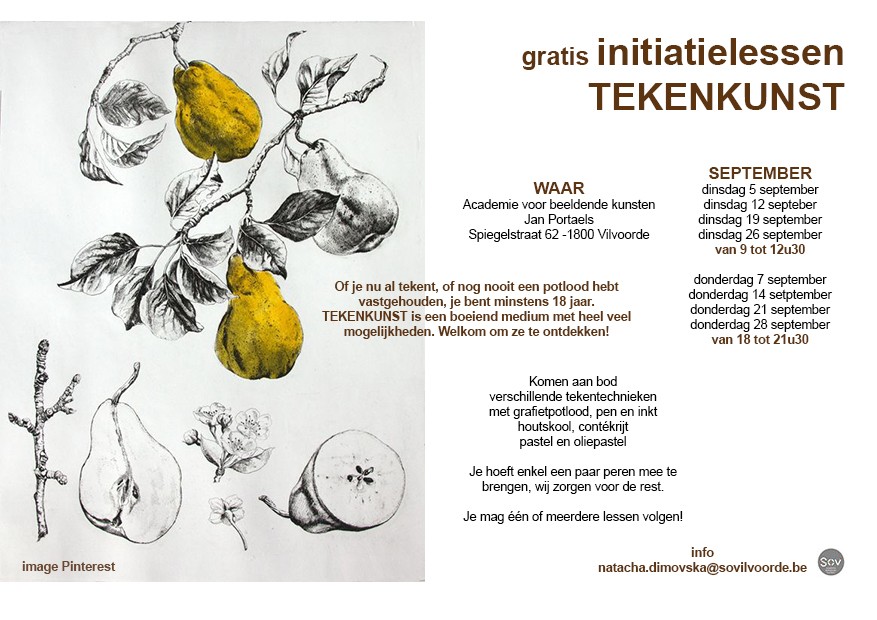 gratis initiatielessen
TEKENKUNST
WAAR
Academie voor beeldende kunsten
Jan Portaels
Spiegelstraat 62 -1800 Vilvoorde
SEPTEMBER
dinsdag 5 september
dinsdag 12 septeber
dinsdag 19 september
dinsdag 26 september
van 9 tot 12u30
donderdag 7 september
donderdag 14 setptember
donderdag 21 september
donderdag 28 september
van 18 tot 21u30
Of je nu al tekent, of nog nooit een potlood hebt
vastgehouden, je bent minstens 18 jaar.
TEKENKUNST is een boeiend medium met heel veel
mogelijkheden. Welkom om ze te ontdekken!
Komen aan bod
verschillende tekentechnieken
met grafietpotlood, pen en inkt
houtskool, contékrijt
pastel en oliepastel
Je hoeft enkel een paar peren mee te
brengen, wij zorgen voor de rest.
Je mag één of meerdere lessen volgen!
info
natacha.dimovska@sovilvoorde.be
Sov
image Pinterest